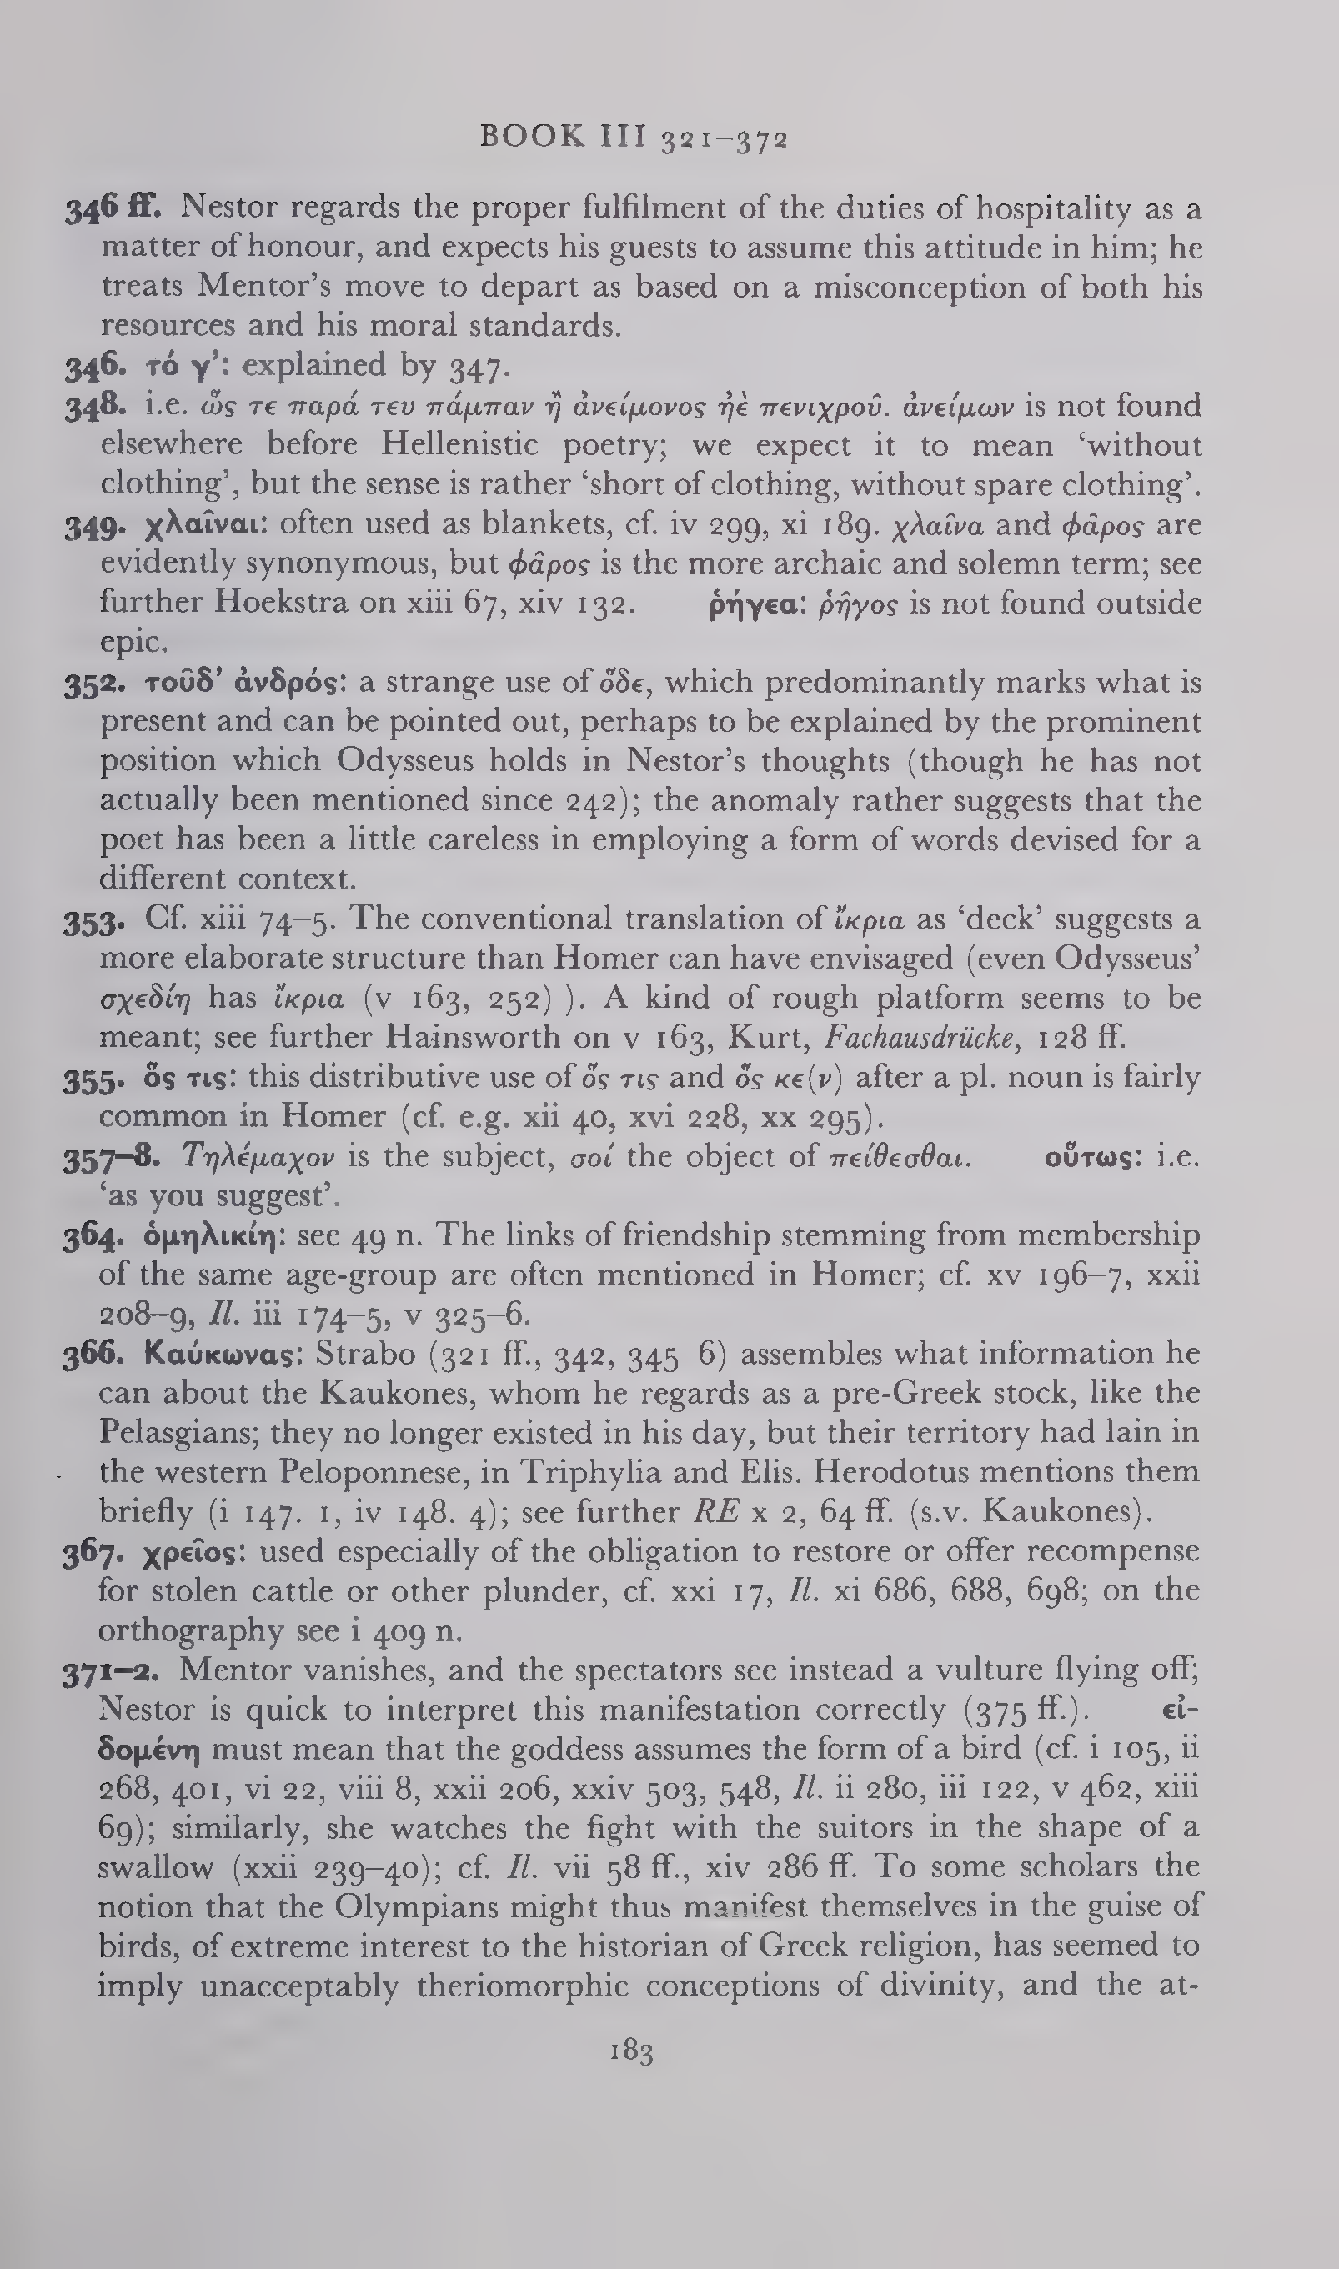 BOOK III 321–372
346 ff. Nestor regards the proper fulfilment of the duties of hospitality as a
matter of honour, and expects his guests to assume this attitude in him; he
treats Mentor’s move to depart as based on a misconception of both his
resources and his moral standards.
346. τό γ’: explained by 347.
348. i.e. ὥς τε παρά τευ πάμπαν ἢ ἀνείμονος ἠὲ πενιχροῦ. ἀνείμων is not found
elsewhere before Hellenistic poetry; we expect it to mean ‘without
clothing’, but the sense is rather ‘short of clothing, without spare clothing’.
349. χλαῖναι: often used as blankets, cf. iv 299, xi 189. χλαῖνα and φᾶρος are
evidently synonymous, but φᾶρος is the more archaic and solemn term; see
further Hoekstra on xiii 67, xiv 132. ῥήγεα: ῥῆγος is not found outside
epic.
352. τοῦδ’ ἀνδρός: a strange use of ὅδε, which predominantly marks what is
present and can be pointed out, perhaps to be explained by the prominent
position which Odysseus holds in Nestor’s thoughts (though he has not
actually been mentioned since 242); the anomaly rather suggests that the
poet has been a little careless in employing a form of words devised for a
different context.
353. Cf. xiii 74–5. The conventional translation of ἴκρια as ‘deck’ suggests a
more elaborate structure than Homer can have envisaged (even Odysseus’
σχεδίη has ἴκρια (v 163, 252) ). A kind of rough platform seems to be
meant; see further Hainsworth on v 163, Kurt, Fachausdrücke, 128 ff.
355. ὅς τις: this distributive use of ὅς τις and ὅς κε(ν) after a pl. noun is fairly
common in Homer (cf. e.g. xii 40, xvi 228, xx 295).
357–8. Τηλέμαχον is the subject, σοί the object of πείθεσθαι. οὕτως: i.e.
‘as you suggest’.
364. ὁμηλικίη: see 49 n. The links of friendship stemming from membership
of the same age-group are often mentioned in Homer; cf. xv 196–7, xxii
208–9, Il. iii 174–5, v 325–6.
366. Καύκωνας: Strabo (321 ff., 342, 345 6) assembles what information he
can about the Kaukones, whom he regards as a pre-Greek stock, like the
Pelasgians; they no longer existed in his day, but their territory had lain in
the western Peloponnese, in Triphylia and Elis. Herodotus mentions them
briefly (i 147. 1, iv 148. 4); see further RE x 2, 64 ff. (s.v. Kaukones).
367. χρεῖος: used especially of the obligation to restore or offer recompense
for stolen cattle or other plunder, cf. xxi 17, Il. xi 686, 688, 698; on the
orthography see i 409 n.
371–2. Mentor vanishes, and the spectators see instead a vulture flying off;
Nestor is quick to interpret this manifestation correctly (375 ff.). εἰ-
δομένη must mean that the goddess assumes the form of a bird (cf. i 105, ii
268, 401, vi 22, viii 8, xxii 206, xxiv 503, 548, Il. ii 280, iii 122, v 462, xiii
69); similarly, she watches the fight with the suitors in the shape of a
swallow (xxii 239–40); cf. Il. vii 58 ff., xiv 286 ff. To some scholars the
notion that the Olympians might thus manifest themselves in the guise of
birds, of extreme interest to the historian of Greek religion, has seemed to
imply unacceptably theriomorphic conceptions of divinity, and the at-
183